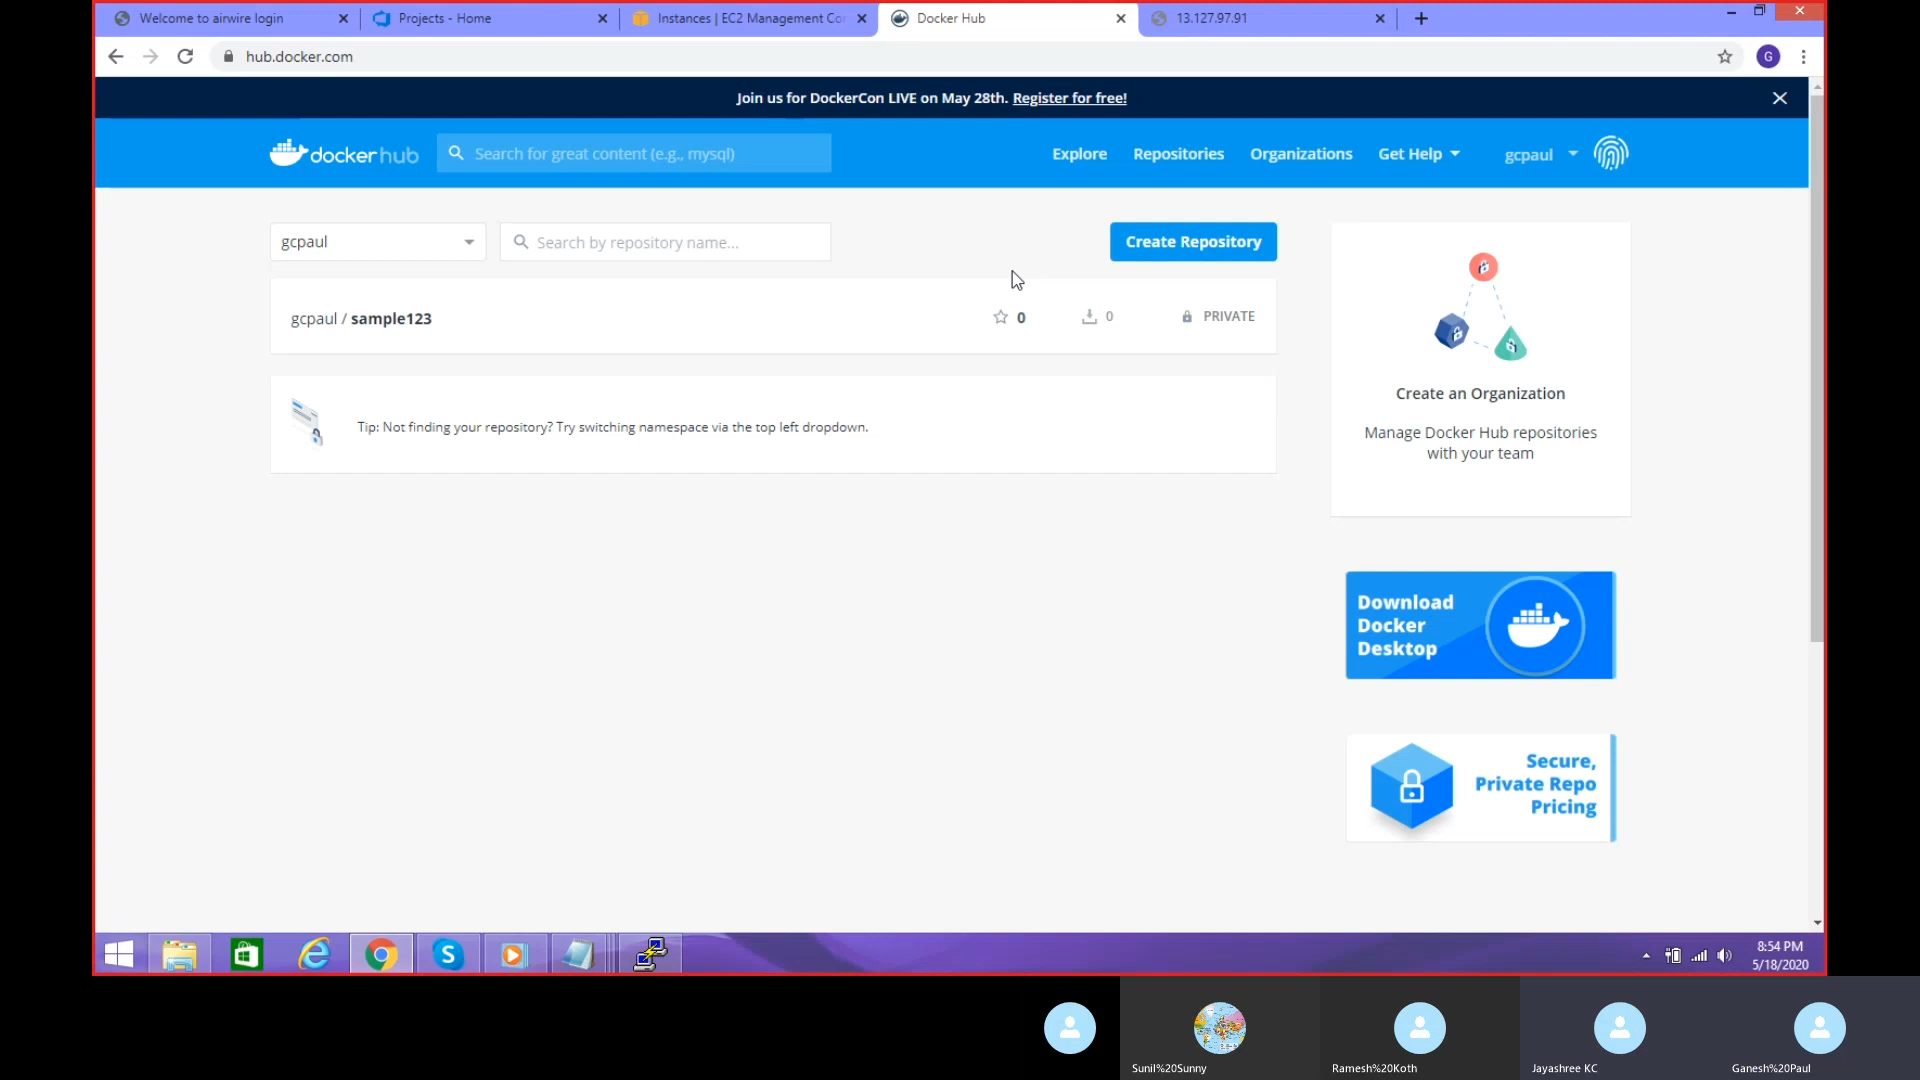 Welcome to airwire login
Projects - Home
Instances | EC2 Management Co
Docker Hub
13.127.97.91
hub.docker.com
G
Join us for DockerCon LIVE on May 28th. Register for free!
docker hub
Search for great content (e.g., mysql)
Explore
Repositories
Organizations
Get Help
gcpaul
gcpaul
Search by repository name...
Create Repository
gcpaul / sample123
0
0
PRIVATE
Tip: Not finding your repository? Try switching namespace via the top left dropdown.
Create an Organization
Manage Docker Hub repositories
with your team
Download
Docker
Desktop
Secure,
Private Repo
Pricing
8:54 PM
5/18/2020
Sunil%20Sunny
Ramesh%20Koth
Jayashree KC
Ganesh%20Paul